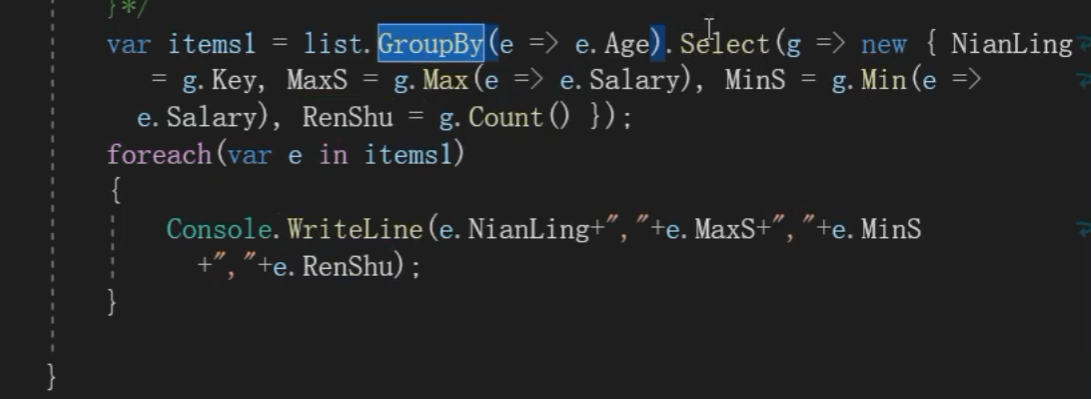 }*/
var items1 = list.GroupBy(e => e.Age).Select(g => new { NianLing
= g.Key, MaxS = g.Max(e => e.Salary), MinS = g.Min(e =>
e.Salary), RenShu = g.Count() });
foreach(var e in items1)
{
Console.WriteLine(e.NianLing+","+e.MaxS+","+e.MinS
+","+e.RenShu);
}
}